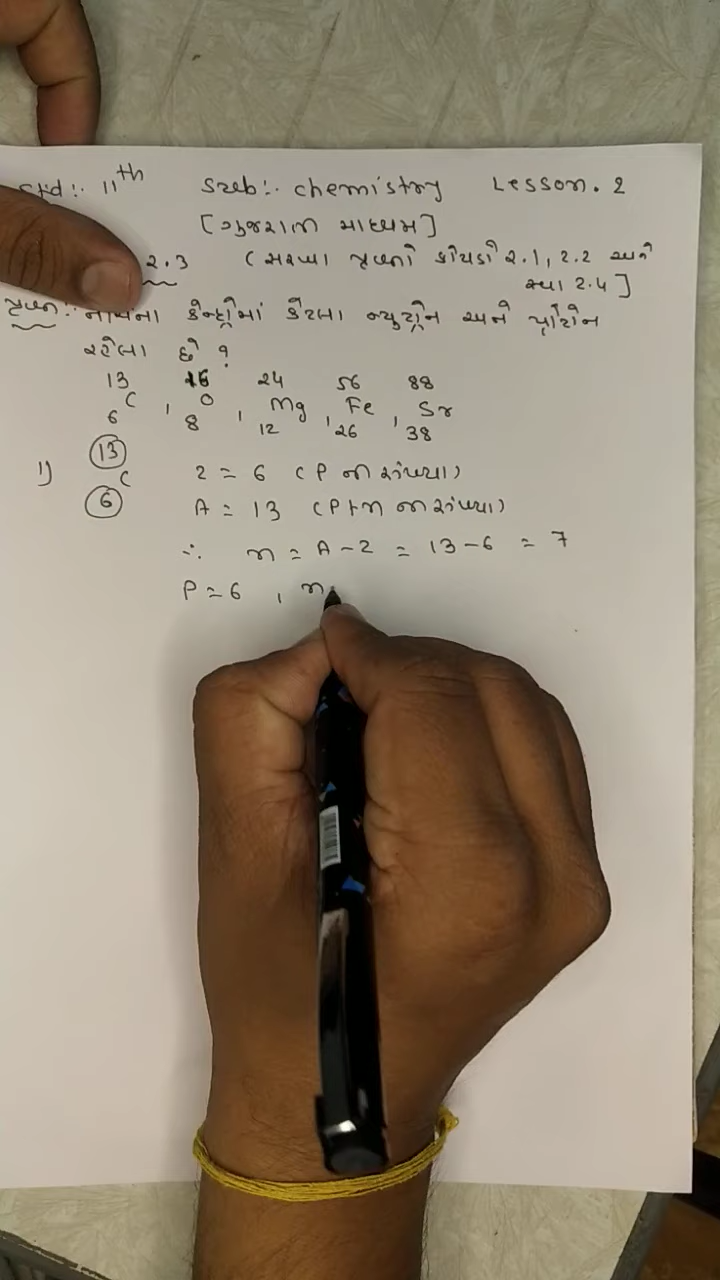 Std:. 11th Sub:. Chemistry Lesson. 2
[ગુજરાતી માધ્યમ]
2.3 (સરખા પ્રશ્નો કોયડો 2.1, 2.2 અને
સ્વા 2.4]
પ્રશ્ન:. નીચેના કેન્દ્રોમાં કેટલા ન્યુટ્રોન અને પ્રોટોન
રહેલા છે ?
13 16 24 56 88
C , O , Mg , Fe , Sr
6 8 12 26 38
1) 13
C Z = 6 (P ની સંખ્યા)
6 A = 13 (P+n ની સંખ્યા)
∴ n = A - Z = 13 - 6 = 7
P = 6 , n